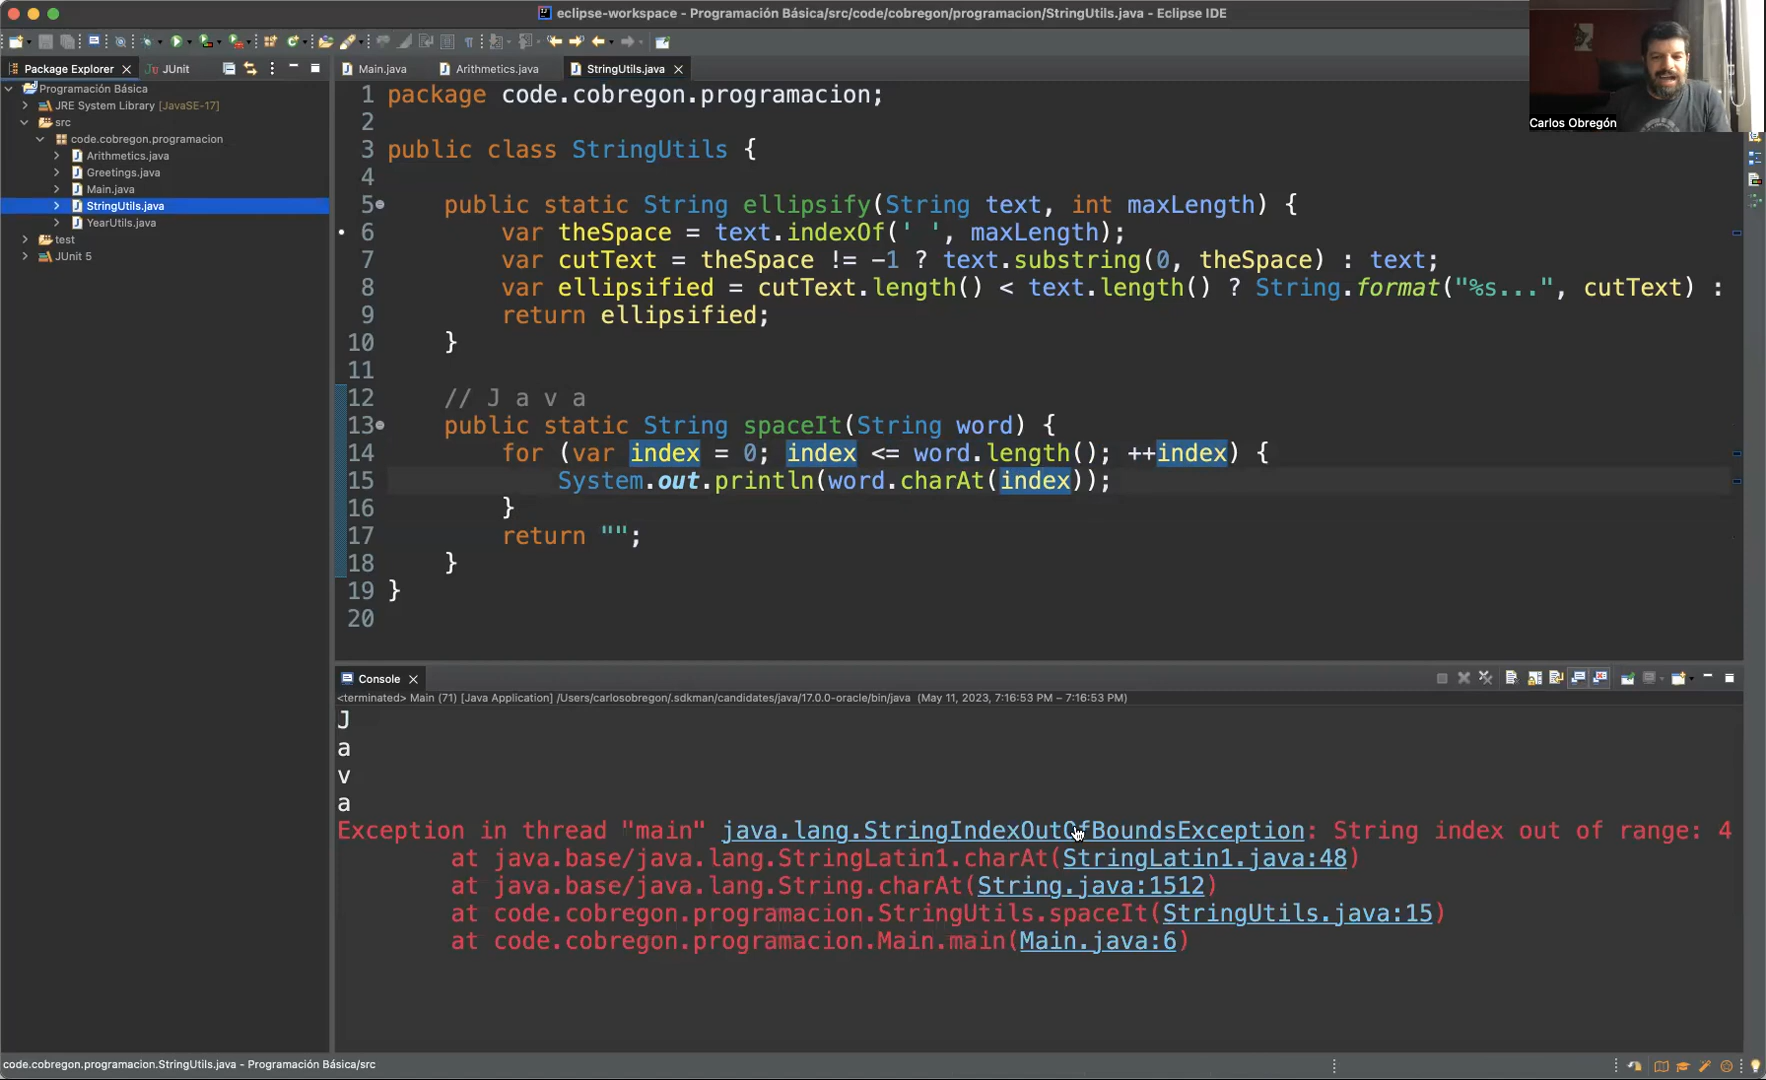 eclipse-workspace - Programación Básica/src/code/cobregon/programacion/StringUtils.java - Eclipse IDE
Package Explorer
JUnit
Main.java
Arithmetics.java
StringUtils.java
Programación Básica
JRE System Library [JavaSE-17]
src
code.cobregon.programacion
Arithmetics.java
Greetings.java
Main.java
StringUtils.java
YearUtils.java
test
JUnit 5
Carlos Obregón
1 package code.cobregon.programacion;
2
3 public class StringUtils {
4
5 public static String ellipsify(String text, int maxLength) {
6 var theSpace = text.indexOf(' ', maxLength);
7 var cutText = theSpace != -1 ? text.substring(0, theSpace) : text;
8 var ellipsified = cutText.length() < text.length() ? String.format("%s...", cutText) :
9 return ellipsified;
10 }
11
12 // J a v a
13 public static String spaceIt(String word) {
14 for (var index = 0; index <= word.length(); ++index) {
15 System.out.println(word.charAt(index));
16 }
17 return "";
18 }
19 }
20
Console
<terminated> Main (71) [Java Application] /Users/carlosobregon/.sdkman/candidates/java/17.0.0-oracle/bin/java (May 11, 2023, 7:16:53 PM – 7:16:53 PM)
J
a
v
a
Exception in thread "main" java.lang.StringIndexOutOfBoundsException: String index out of range: 4
at java.base/java.lang.StringLatin1.charAt(StringLatin1.java:48)
at java.base/java.lang.String.charAt(String.java:1512)
at code.cobregon.programacion.StringUtils.spaceIt(StringUtils.java:15)
at code.cobregon.programacion.Main.main(Main.java:6)
code.cobregon.programacion.StringUtils.java - Programación Básica/src